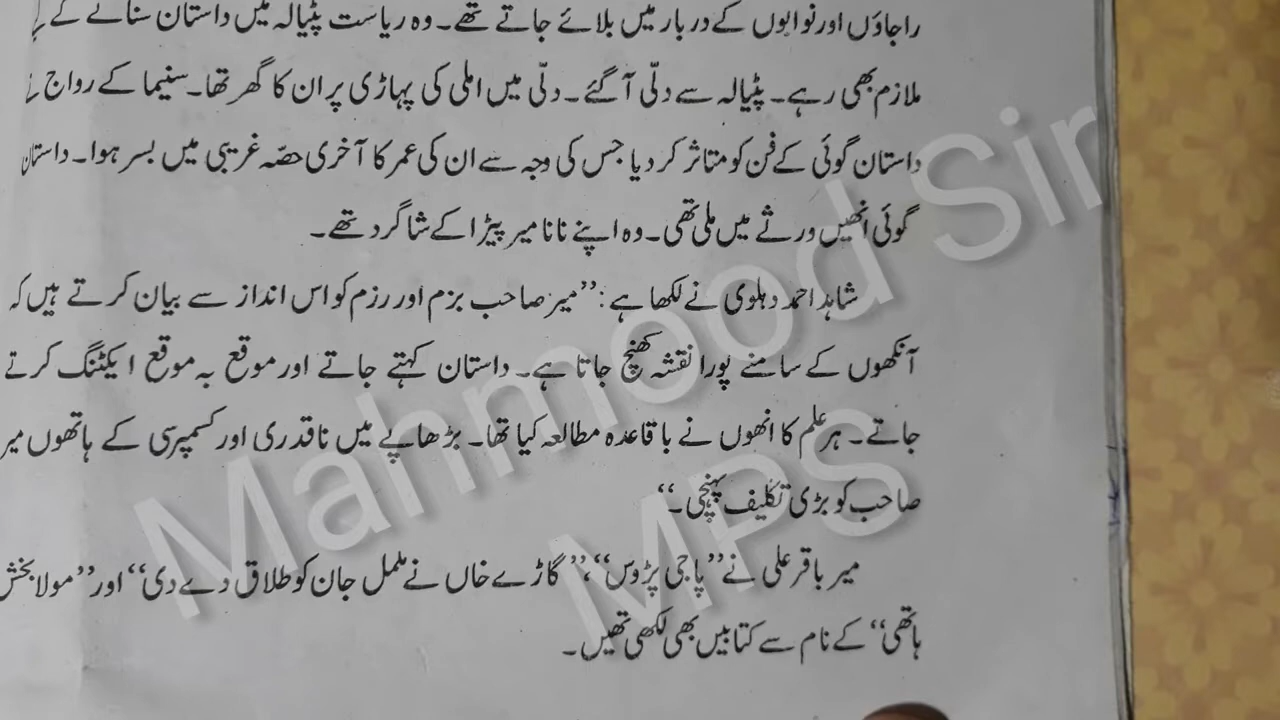 راجاؤں اور نوابوں کے دربار میں بلائے جاتے تھے۔ وہ ریاست پٹیالہ میں داستان سنانے کے
ملازم بھی رہے۔ پٹیالہ سے دلّی آ گئے۔ دلّی میں املی کی پہاڑی پر ان کا گھر تھا۔ سنیما کے رواج
داستان گوئی کے فن کو متاثر کر دیا جس کی وجہ سے ان کی عمر کا آخری حصّہ غریبی میں بسر ہوا۔ داستان
گوئی انھیں ورثے میں ملی تھی۔ وہ اپنے نانا میر پیڑا کے شاگرد تھے۔
شاہد احمد دہلوی نے لکھا ہے: ”میر صاحب بزم اور رزم کو اس انداز سے بیان کرتے ہیں کہ
آنکھوں کے سامنے پورا نقشہ کھنچ جاتا ہے۔ داستان کہتے جاتے اور موقع بہ موقع ایکٹنگ کرتے
جاتے۔ ہر علم کا انھوں نے باقاعدہ مطالعہ کیا تھا۔ بڑھاپے میں ناقدری اور کسمپرسی کے ہاتھوں میر
صاحب کو بڑی تکلیف پہنچی۔“
میر باقر علی نے ”پاجی پڑوس“، ”گاڑے خاں نے ململ جان کو طلاق دے دی“ اور ”مولا بخش
ہاتھی“ کے نام سے کتابیں بھی لکھی تھیں۔
Mahmood Sir
MPS